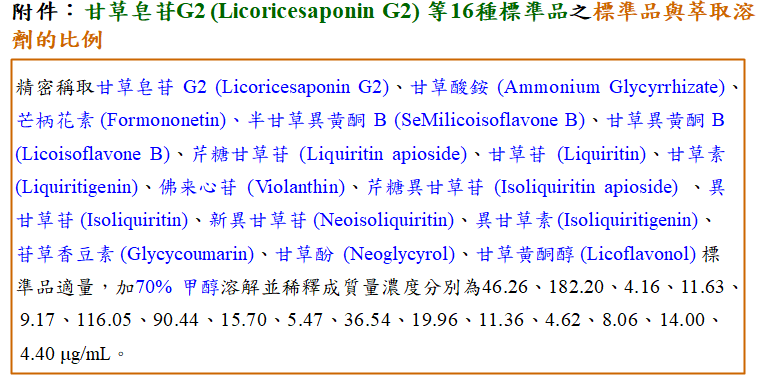 附件：甘草皂苷G2 (Licoricesaponin G2) 等16種標準品之標準品與萃取溶
劑的比例
精密稱取甘草皂苷 G2 (Licoricesaponin G2)、甘草酸銨 (Ammonium Glycyrrhizate)、
芒柄花素 (Formononetin)、半甘草異黃酮 B (SeMilicoisoflavone B)、甘草異黃酮 B
(Licoisoflavone B)、芹糖甘草苷 (Liquiritin apioside)、甘草苷 (Liquiritin)、甘草素
(Liquiritigenin)、佛来心苷 (Violanthin)、芹糖異甘草苷 (Isoliquiritin apioside) 、異
甘草苷 (Isoliquiritin)、新異甘草苷 (Neoisoliquiritin)、異甘草素 (Isoliquiritigenin)、
苷草香豆素 (Glycycoumarin)、甘草酚 (Neoglycyrol)、甘草黄酮醇 (Licoflavonol) 標
準品適量，加70% 甲醇溶解並稀釋成質量濃度分別為46.26、182.20、4.16、11.63、
9.17、116.05、90.44、15.70、5.47、36.54、19.96、11.36、4.62、8.06、14.00、
4.40 μg/mL。